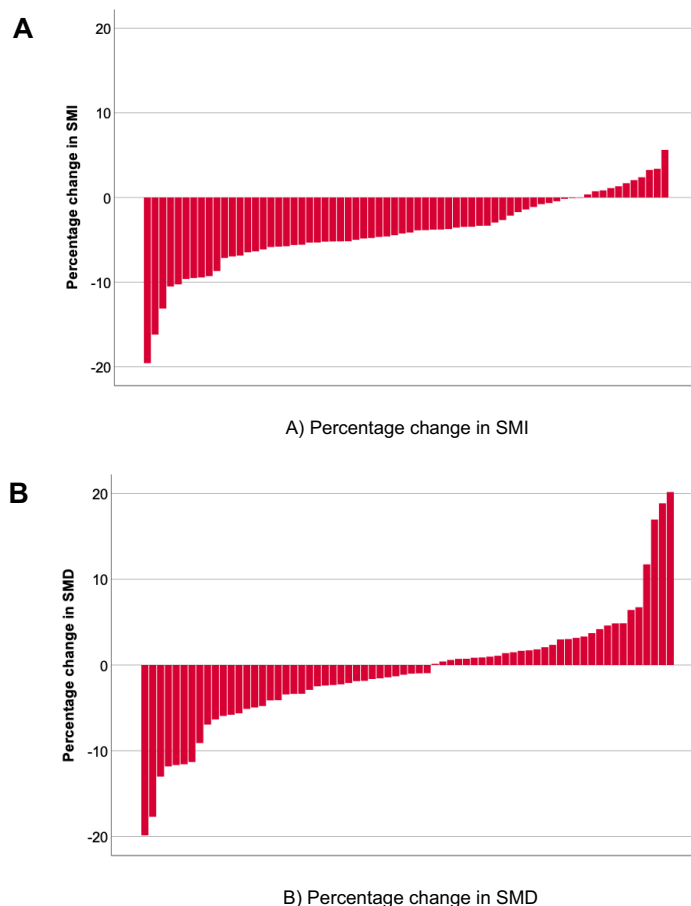 A
20
10
0
-10
-20
Percentage change in SMI
A) Percentage change in SMI
B
20
10
0
-10
-20
Percentage change in SMD
B) Percentage change in SMD